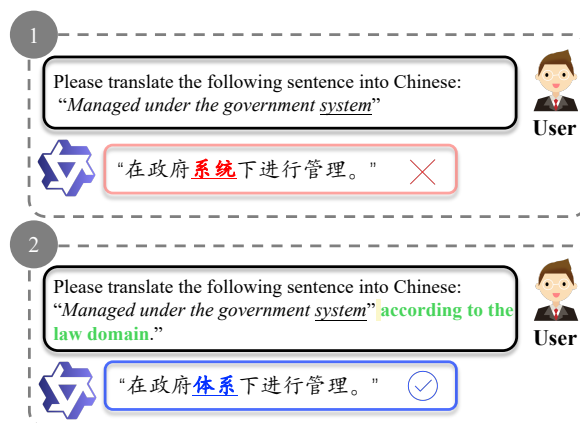 1
Please translate the following sentence into Chinese:
“Managed under the government system”
User
“在政府系统下进行管理。”
2
Please translate the following sentence into Chinese:
“Managed under the government system” according to the
law domain.”
User
“在政府体系下进行管理。”